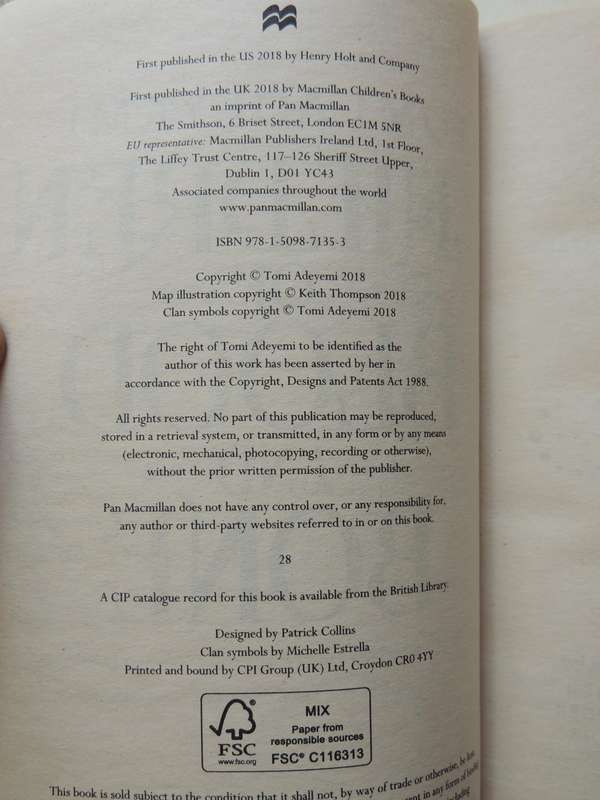 First published in the US 2018 by Henry Holt and Company
First published in the UK 2018 by Macmillan Children's Books
an imprint of Pan Macmillan
The Smithson, 6 Briset Street, London EC1M 5NR
EU representative: Macmillan Publishers Ireland Ltd, 1st Floor,
The Liffey Trust Centre, 117–126 Sheriff Street Upper,
Dublin 1, D01 YC43
Associated companies throughout the world
www.panmacmillan.com
ISBN 978-1-5098-7135-3
Copyright © Tomi Adeyemi 2018
Map illustration copyright © Keith Thompson 2018
Clan symbols copyright © Tomi Adeyemi 2018
The right of Tomi Adeyemi to be identified as the
author of this work has been asserted by her in
accordance with the Copyright, Designs and Patents Act 1988.
All rights reserved. No part of this publication may be reproduced,
stored in a retrieval system, or transmitted, in any form or by any means
(electronic, mechanical, photocopying, recording or otherwise),
without the prior written permission of the publisher.
Pan Macmillan does not have any control over, or any responsibility for,
any author or third-party websites referred to in or on this book.
28
A CIP catalogue record for this book is available from the British Library.
Designed by Patrick Collins
Clan symbols by Michelle Estrella
Printed and bound by CPI Group (UK) Ltd, Croydon CR0 4YY
FSC
www.fsc.org
MIX
Paper from
responsible sources
FSC® C116313
This book is sold subject to the condition that it shall not, by way of trade or otherwise, be lent,
in any form of binding